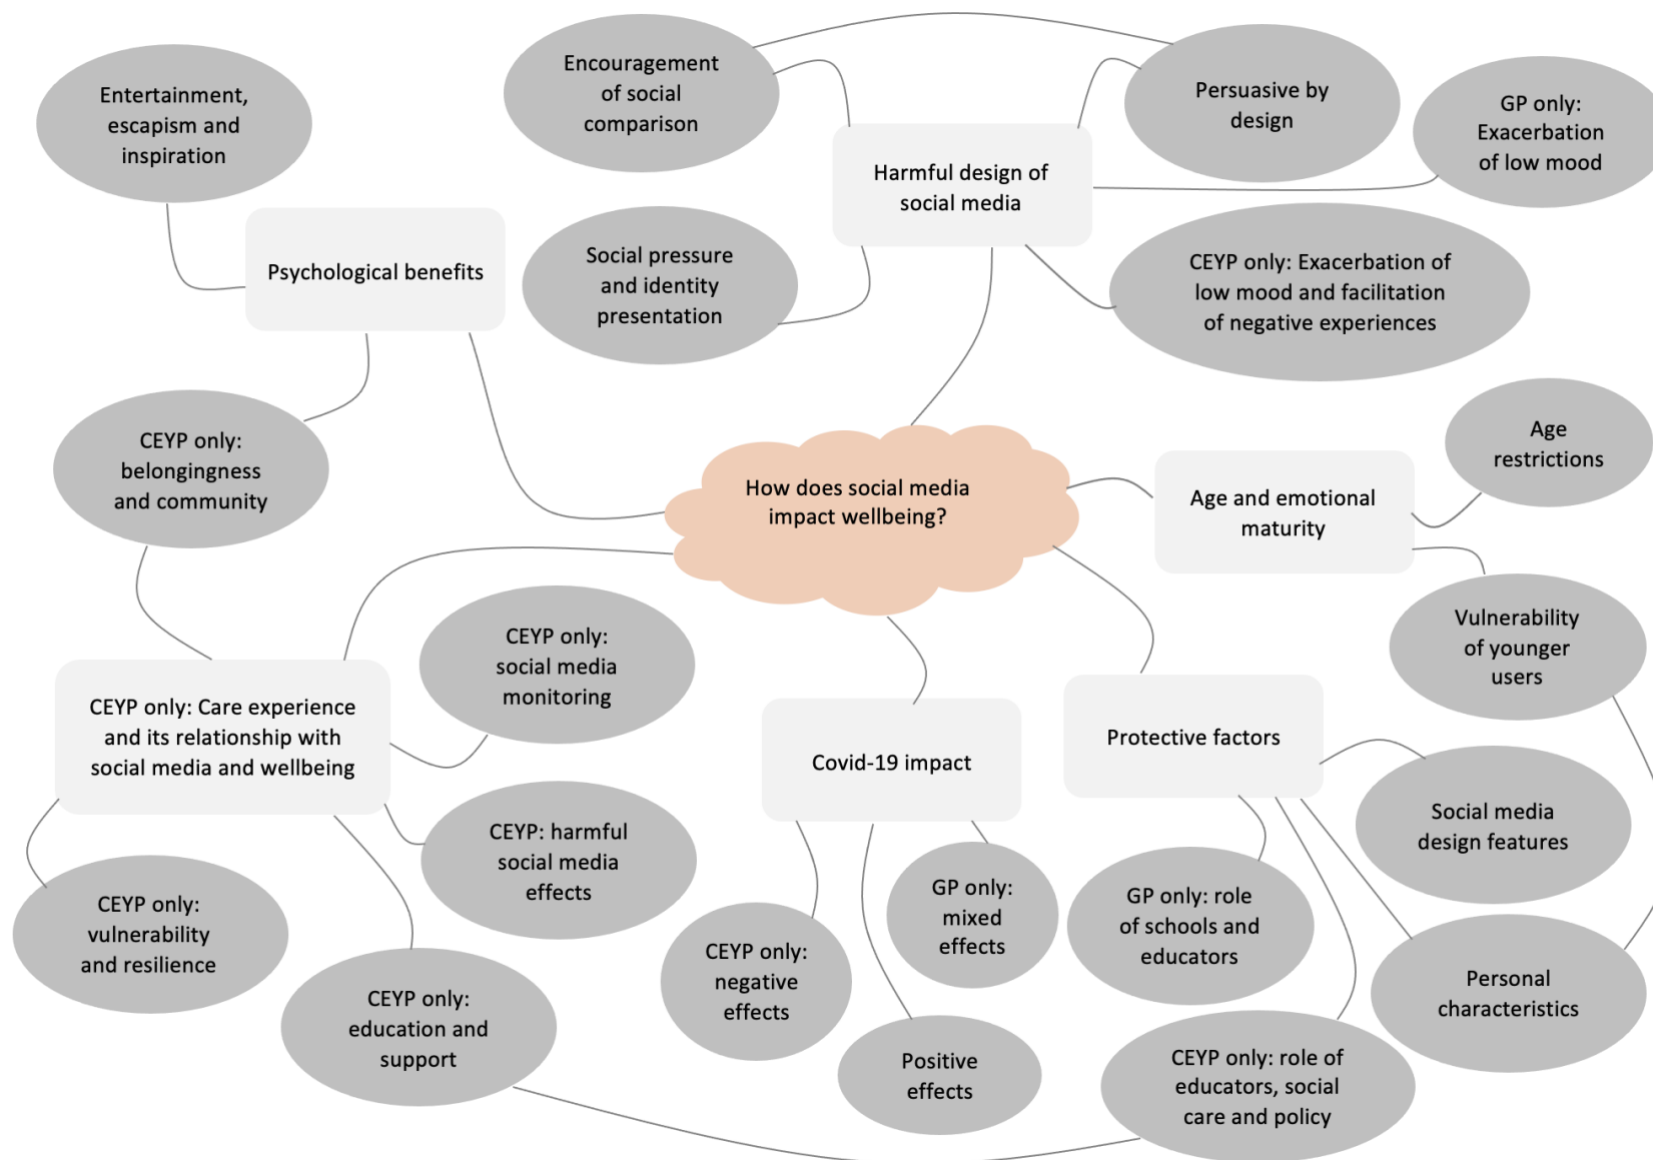 Entertainment,
escapism and
inspiration
Encouragement
of social
comparison
Persuasive by
design
GP only:
Exacerbation
of low mood
Harmful design of
social media
Psychological benefits
Social pressure
and identity
presentation
CEYP only: Exacerbation of
low mood and facilitation
of negative experiences
CEYP only:
belongingness
and community
How does social media
impact wellbeing?
Age and emotional
maturity
Age
restrictions
CEYP only:
social media
monitoring
Vulnerability
of younger
users
CEYP only: Care experience
and its relationship with
social media and wellbeing
Covid-19 impact
Protective factors
CEYP: harmful
social media
effects
Social media
design features
CEYP only:
vulnerability
and resilience
CEYP only:
education and
support
CEYP only:
negative
effects
GP only:
mixed
effects
Positive
effects
GP only: role
of schools and
educators
Personal
characteristics
CEYP only: role of
educators, social
care and policy